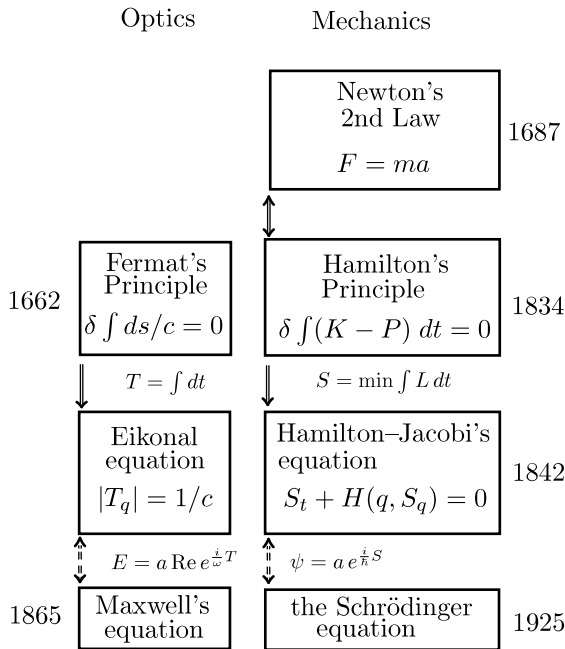 Optics
Mechanics
Newton's
2nd Law
F = ma
1687
Fermat's
Principle
δ ∫ ds/c = 0
1662
Hamilton's
Principle
δ ∫(K − P) dt = 0
1834
T = ∫ dt
S = min ∫ L dt
Eikonal
equation
|T_q| = 1/c
Hamilton–Jacobi's
equation
S_t + H(q, S_q) = 0
1842
E = a Re e^{\frac{i}{ω}T}
ψ = a e^{\frac{i}{ℏ}S}
1865
Maxwell's
equation
the Schrödinger
equation
1925